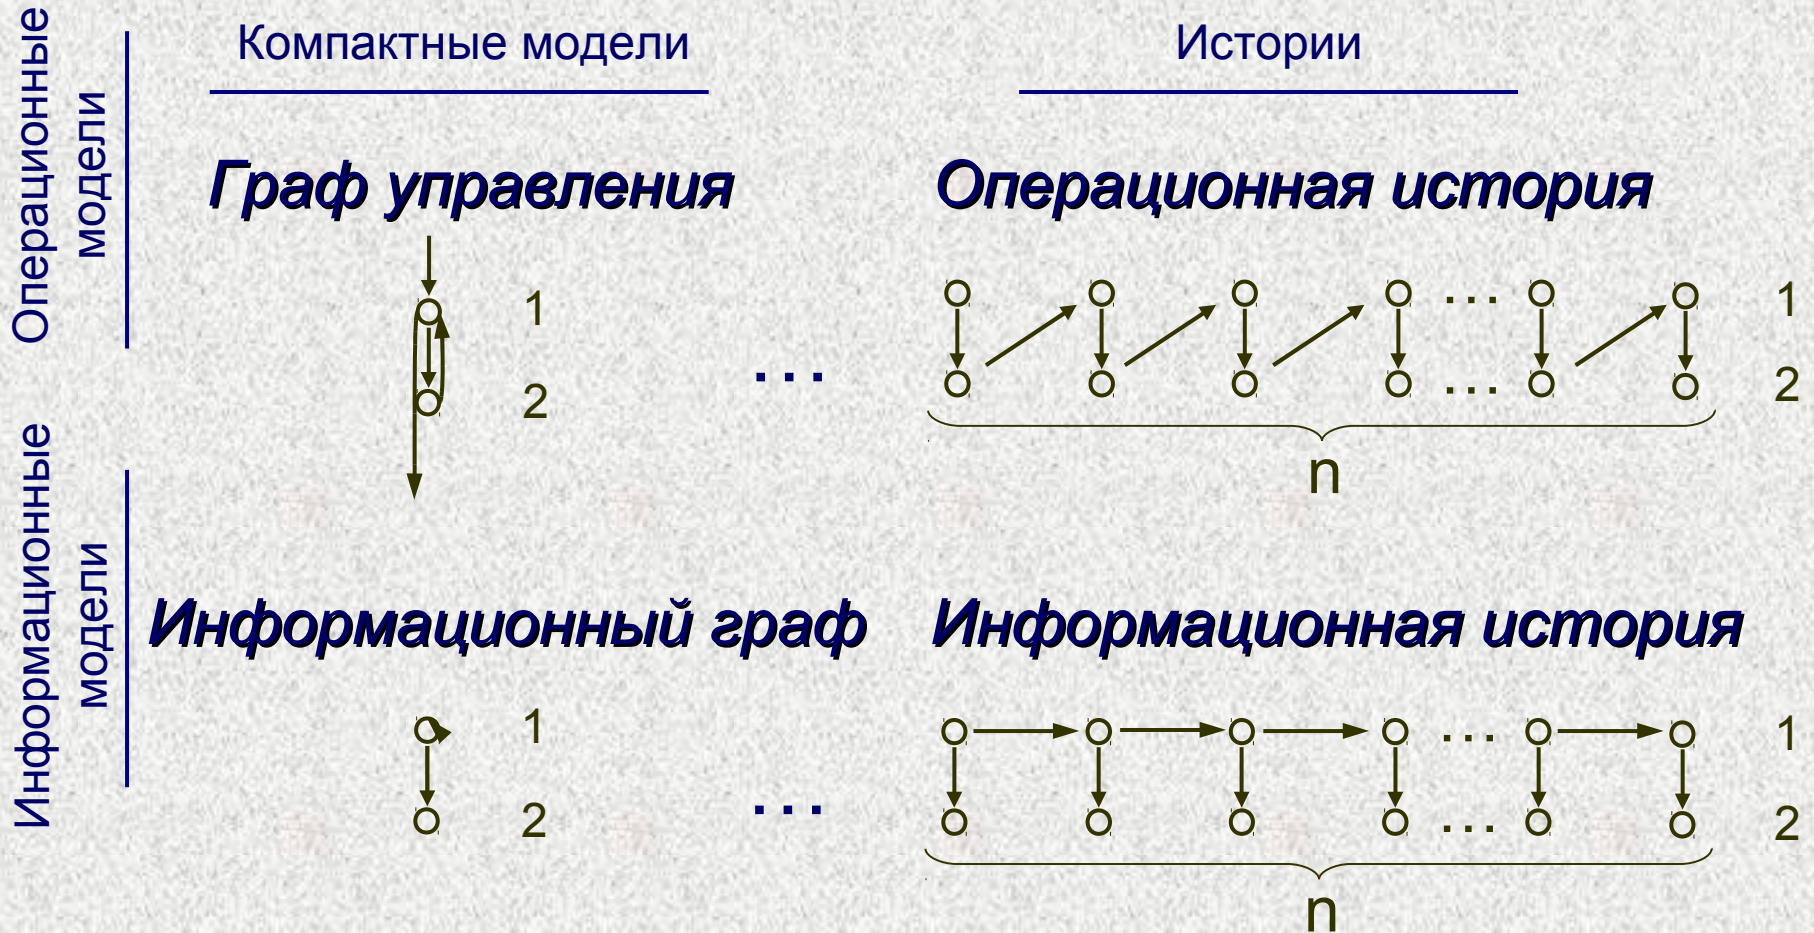 Компактные модели
Истории
Операционные
модели
Граф управления
Операционная история
1
2
...
... 1
... 2
n
Информационные
модели
Информационный граф
Информационная история
1
2
...
... 1
... 2
n